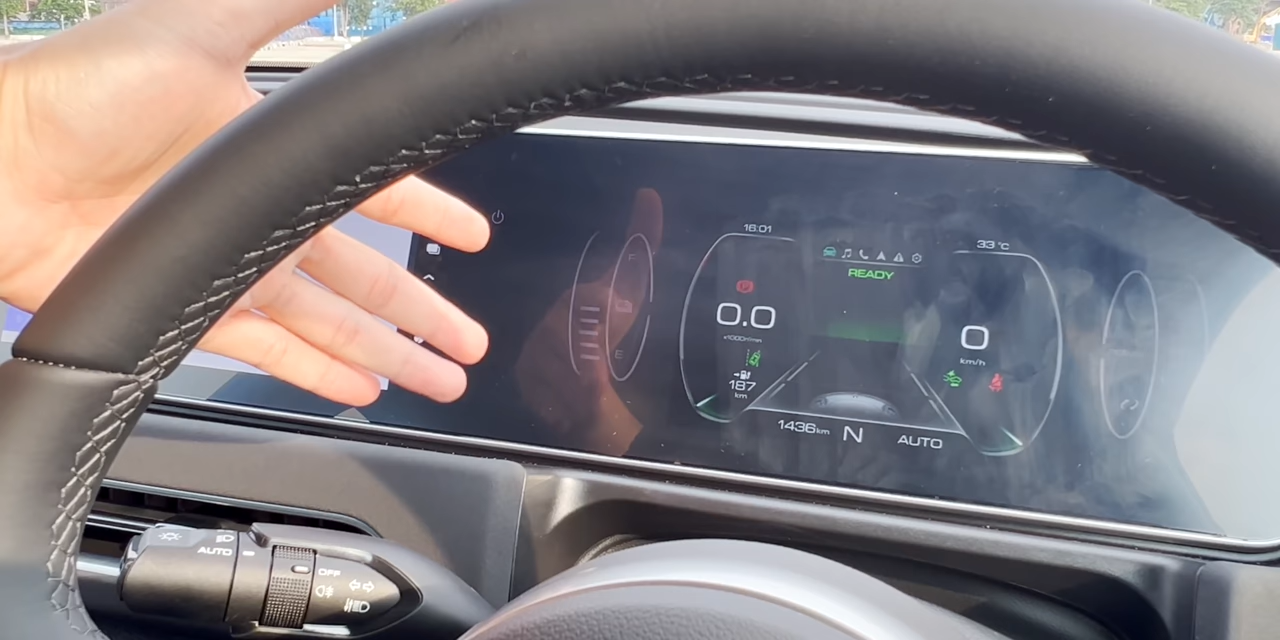 16:01
33 °C
READY
P
0.0
x1000r/min
0
km/h
187
km
1436km
N
AUTO
F
E
AUTO
OFF